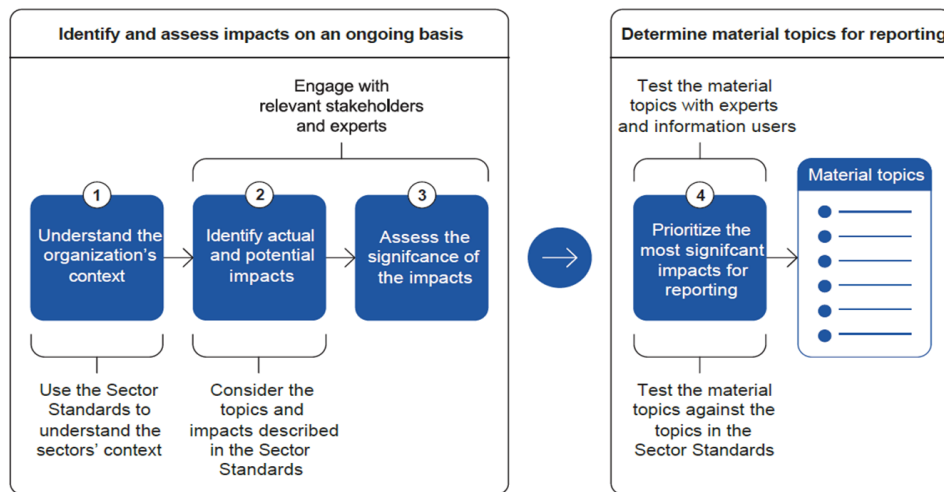 Identify and assess impacts on an ongoing basis
Engage with
relevant stakeholders
and experts
1
Understand the
organization's
context
2
Identify actual
and potential
impacts
3
Assess the
signifcance of
the impacts
Use the Sector
Standards to
understand the
sectors' context
Consider the
topics and
impacts described
in the Sector
Standards
Determine material topics for reporting
Test the material
topics with experts
and information users
4
Prioritize the
most signifcant
impacts for
reporting
Material topics
Test the material
topics against the
topics in the
Sector Standards